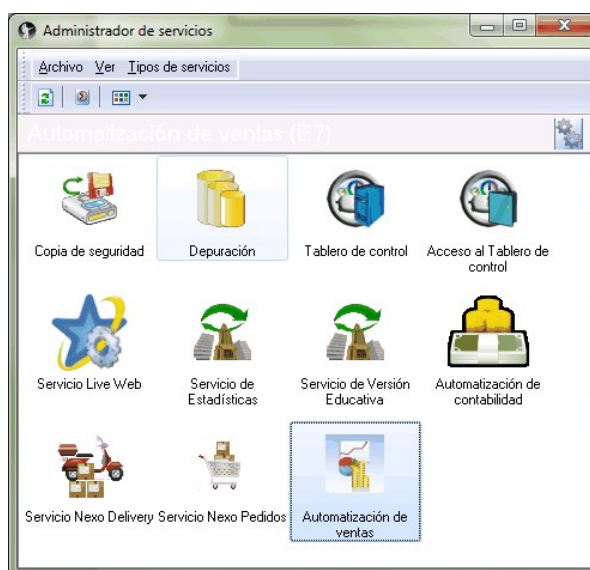 Administrador de servicios
Archivo Ver Tipos de servicios
Automatización de ventas (E7)
Copia de seguridad
Depuración
Tablero de control
Acceso al Tablero de
control
Servicio Live Web
Servicio de
Estadísticas
Servicio de Versión
Educativa
Automatización de
contabilidad
Servicio Nexo Delivery
Servicio Nexo Pedidos
Automatización de
ventas